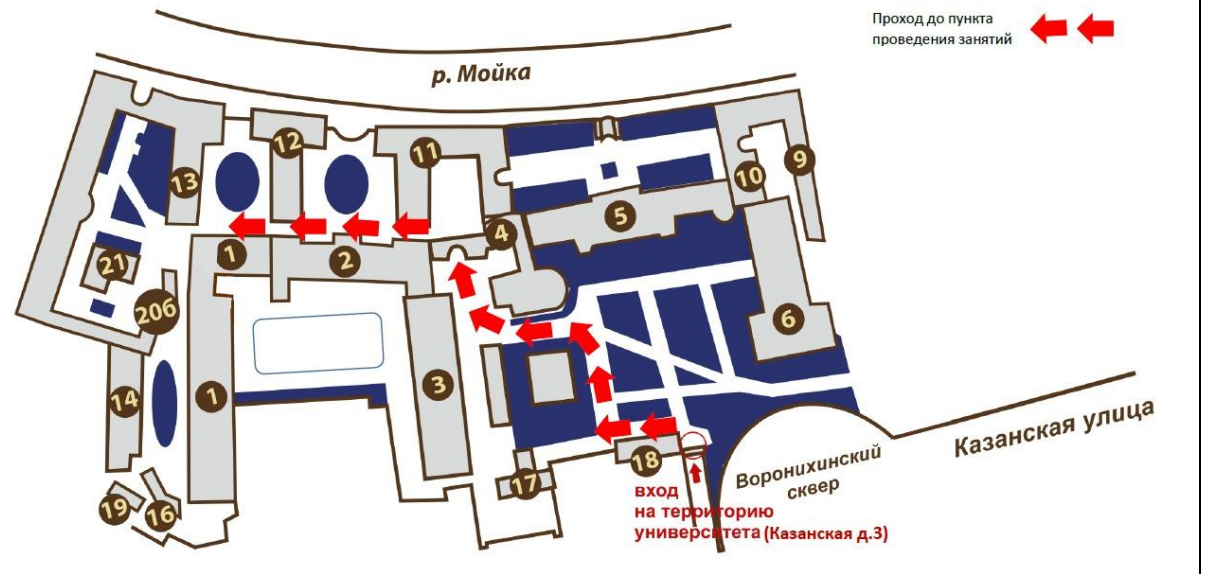 Проход до пункта
проведения занятий
р. Мойка
12
11
13
9
10
5
4
1
2
21
206
6
3
14
1
18
17
19
16
Казанская улица
Воронихинский
сквер
вход
на территорию
университета (Казанская д.3)